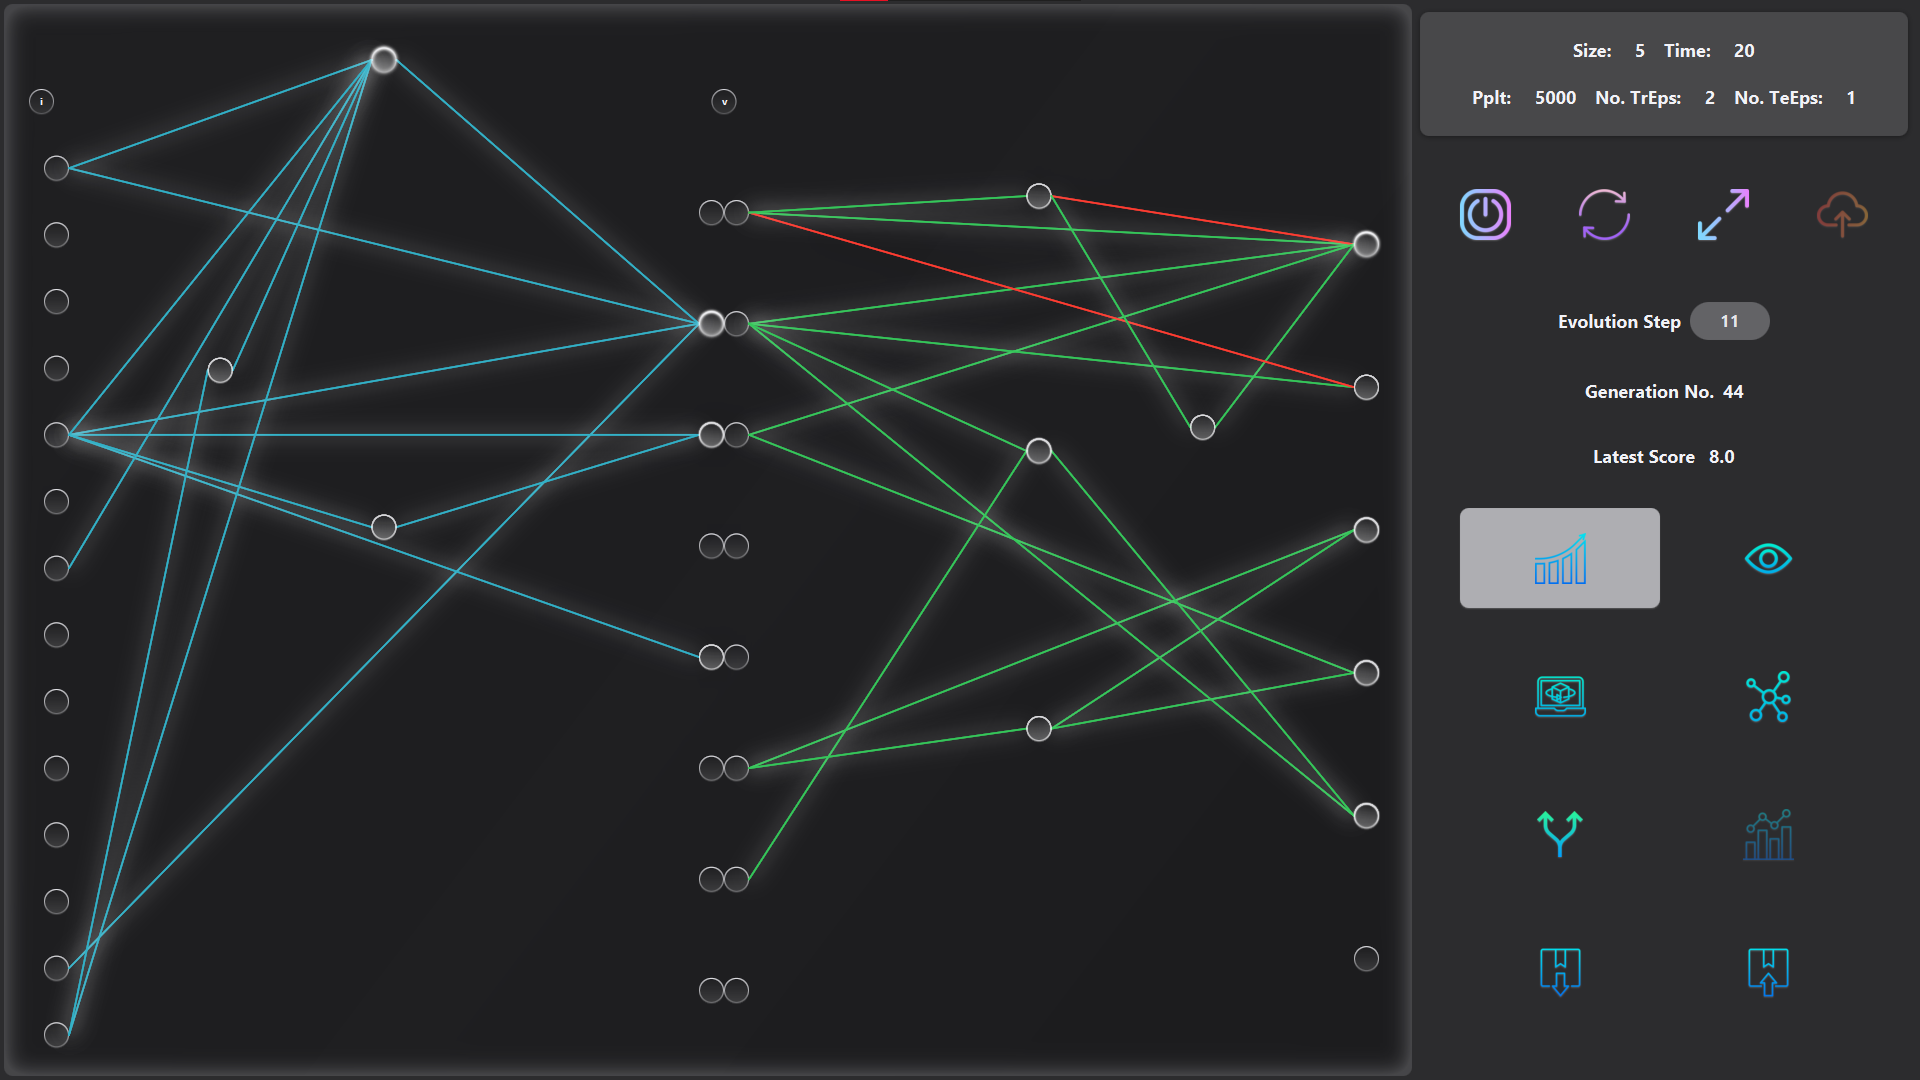 i
v
Size: 5 Time: 20
Pplt: 5000 No. TrEps: 2 No. TeEps: 1
Evolution Step 11
Generation No. 44
Latest Score 8.0